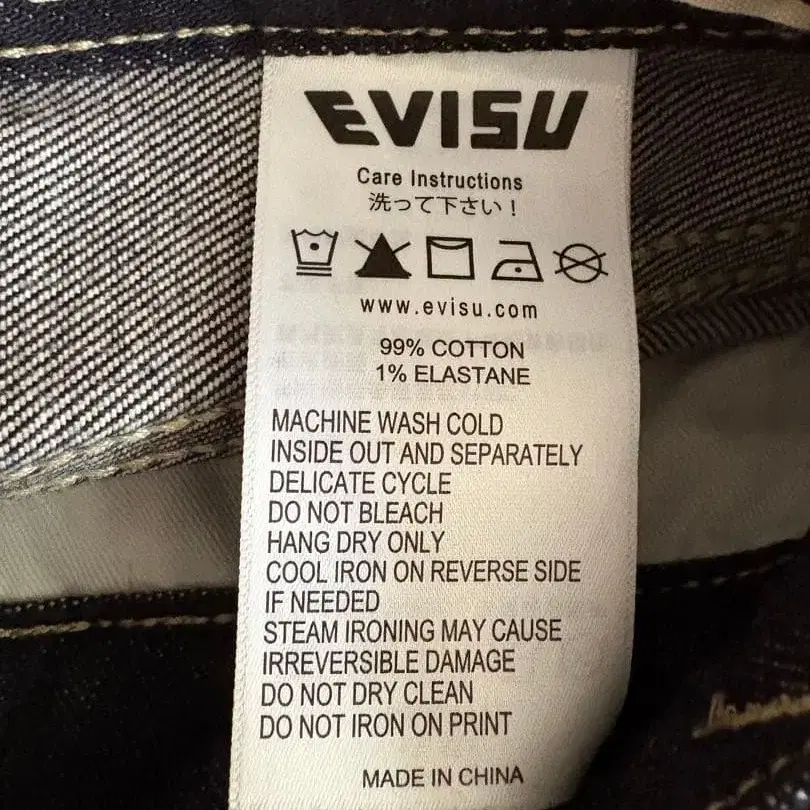 EVISU
Care Instructions
洗って下さい！
www.evisu.com
99% COTTON
1% ELASTANE
MACHINE WASH COLD
INSIDE OUT AND SEPARATELY
DELICATE CYCLE
DO NOT BLEACH
HANG DRY ONLY
COOL IRON ON REVERSE SIDE
IF NEEDED
STEAM IRONING MAY CAUSE
IRREVERSIBLE DAMAGE
DO NOT DRY CLEAN
DO NOT IRON ON PRINT
MADE IN CHINA